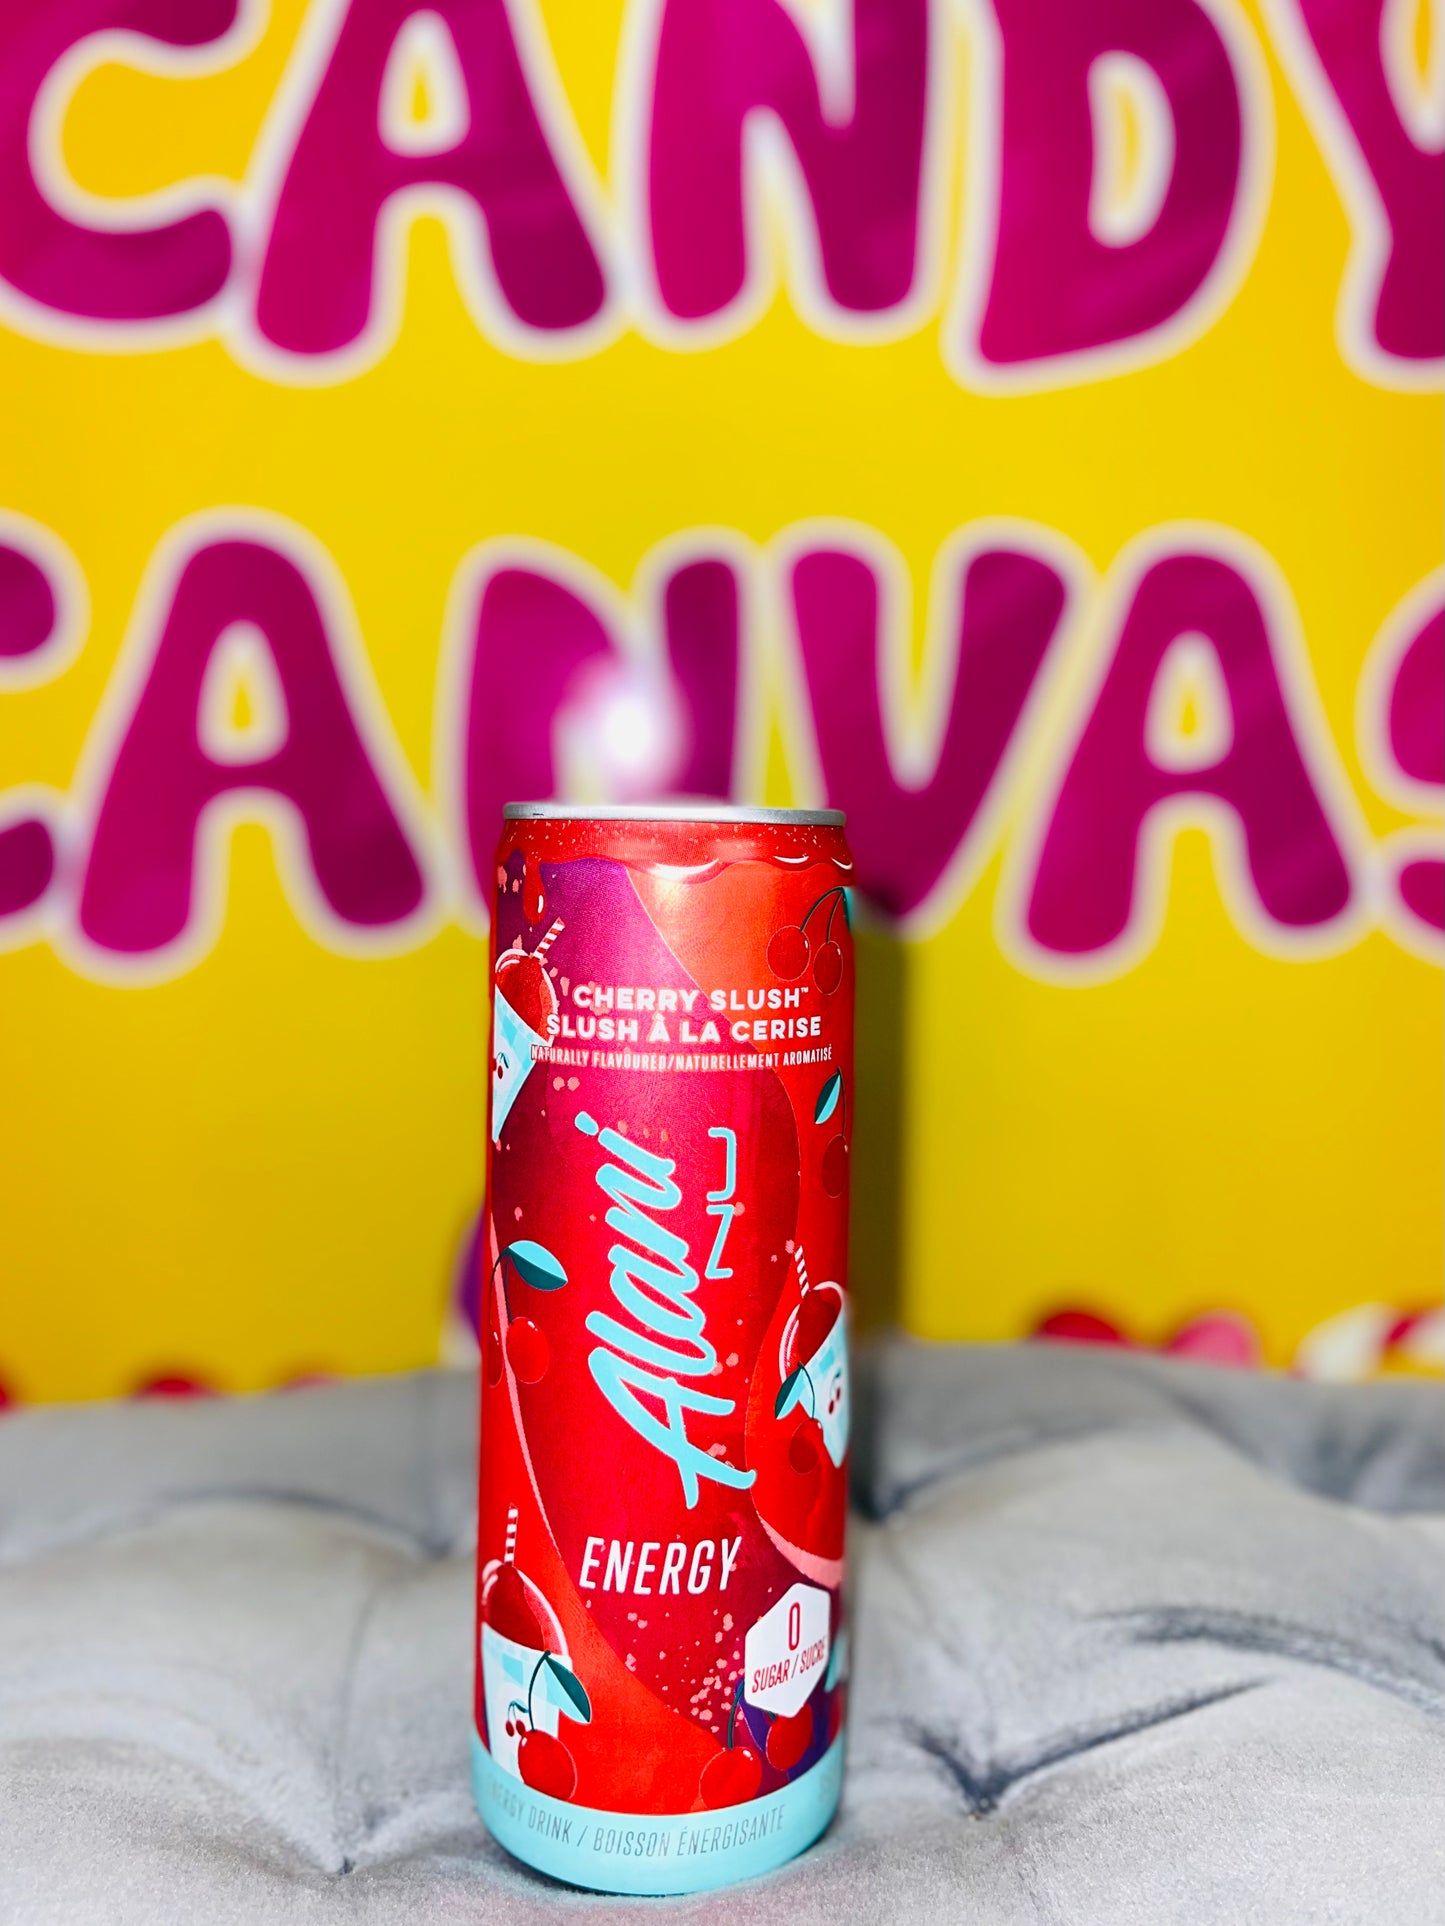 CANDY
CANVAS
CHERRY SLUSH™
SLUSH À LA CERISE
NATURALLY FLAVOURED/NATURELLEMENT AROMATISÉ
Alani
NU
ENERGY
0
SUGAR / SUCRE
ENERGY DRINK / BOISSON ÉNERGISANTE